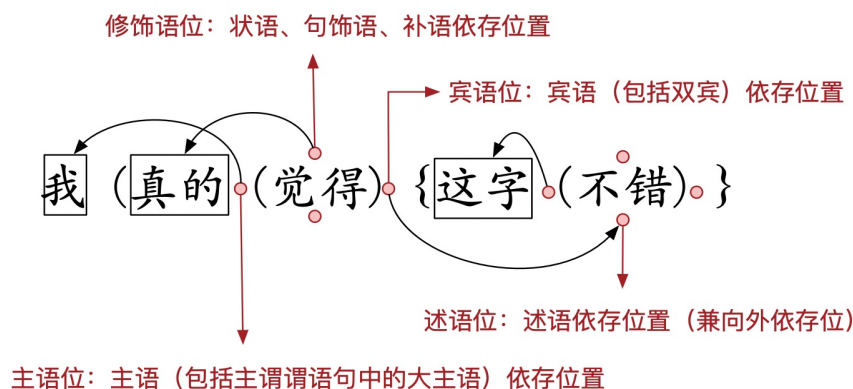 修饰语位：状语、句饰语、补语依存位置
宾语位：宾语（包括双宾）依存位置
我（真的（觉得）{这字（不错）}
述语位：述语依存位置（兼向外依存位）
主语位：主语（包括主谓谓语句中的大主语）依存位置